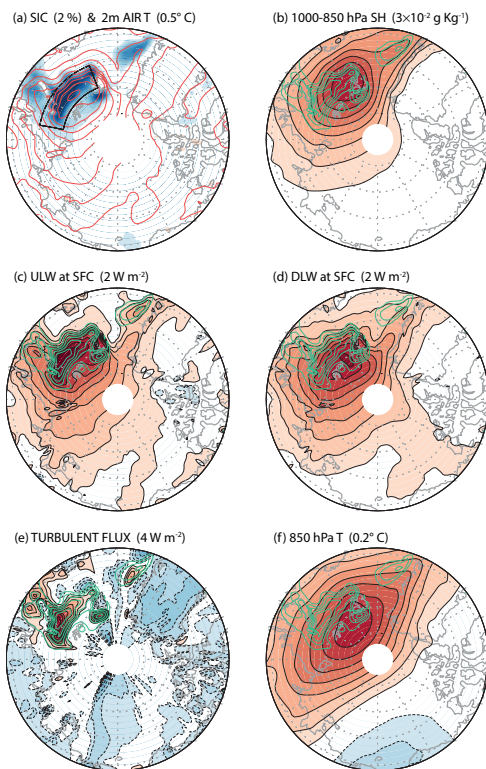 (a) SIC (2 %) & 2m AIR T (0.5° C)
(b) 1000-850 hPa SH (3×10⁻² g Kg⁻¹)
(c) ULW at SFC (2 W m⁻²)
(d) DLW at SFC (2 W m⁻²)
(e) TURBULENT FLUX (4 W m⁻²)
(f) 850 hPa T (0.2° C)